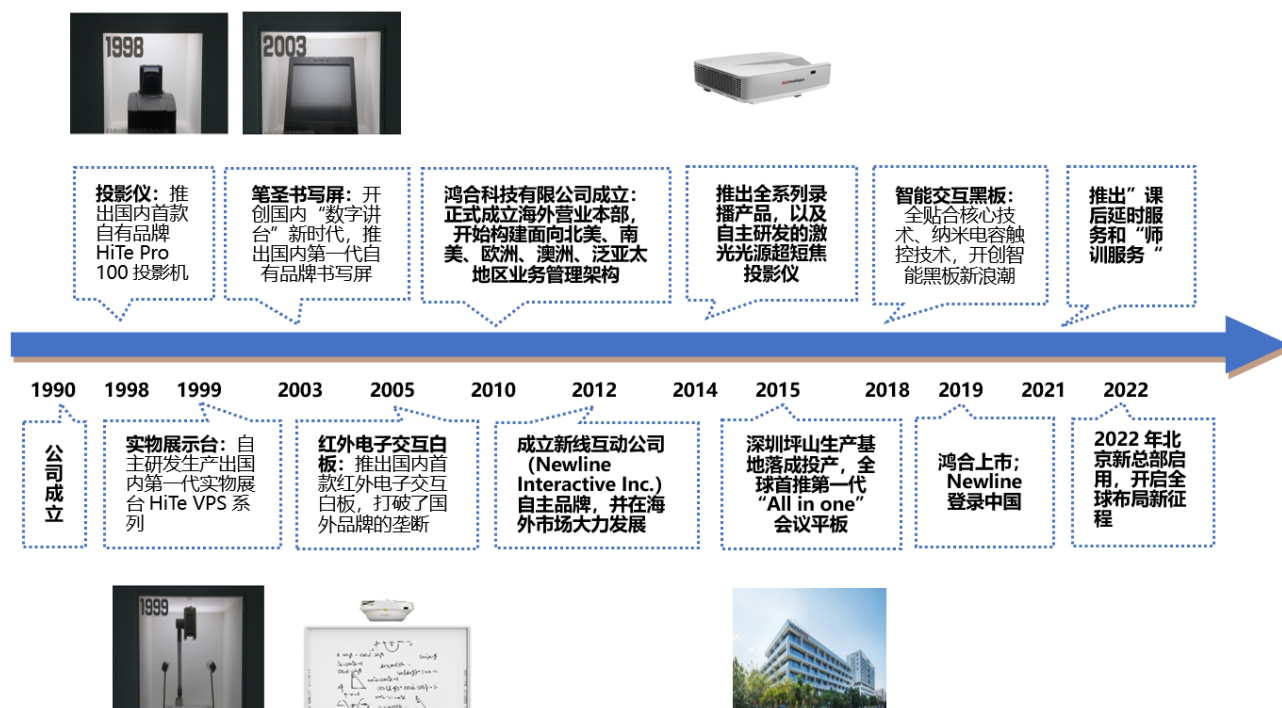 1998
2003
投影仪：推
出国内首款
自有品牌
HiTe Pro
100 投影机
笔圣书写屏：开
创国内“数字讲
台”新时代，推
出国内第一代自
有品牌书写屏
鸿合科技有限公司成立：
正式成立海外营业本部，
开始构建面向北美、南
美、欧洲、澳洲、泛亚太
地区业务管理架构
推出全系列录
播产品，以及
自主研发的激
光光源超短焦
投影仪
智能交互黑板：
全贴合核心技
术、纳米电容触
控技术，开创智
能黑板新浪潮
推出”课
后延时服
务和“师
训服务“
1990 1998 1999 2003 2005 2010 2012 2014 2015 2018 2019 2021 2022
公
司
成
立
实物展示台：自
主研发生产出国
内第一代实物展
台 HiTe VPS 系
列
红外电子交互白
板：推出国内首
款红外电子交互
白板，打破了国
外品牌的垄断
成立新线互动公司
（Newline
Interactive Inc.）
自主品牌，并在海
外市场大力发展
深圳坪山生产基
地落成投产，全
球首推第一代
“All in one”
会议平板
鸿合上市；
Newline
登录中国
2022 年北
京新总部启
用，开启全
球布局新征
程
1999